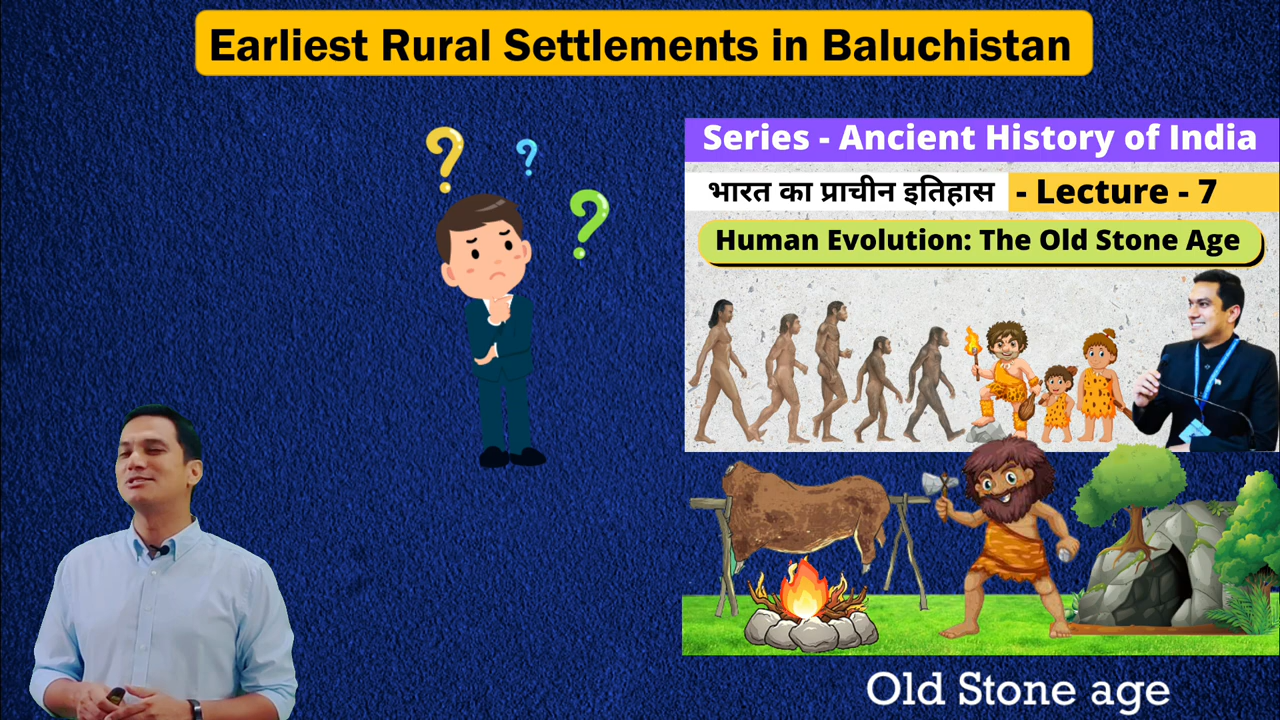 Earliest Rural Settlements in Baluchistan
Series - Ancient History of India
भारत का प्राचीन इतिहास - Lecture - 7
Human Evolution: The Old Stone Age
Old Stone age